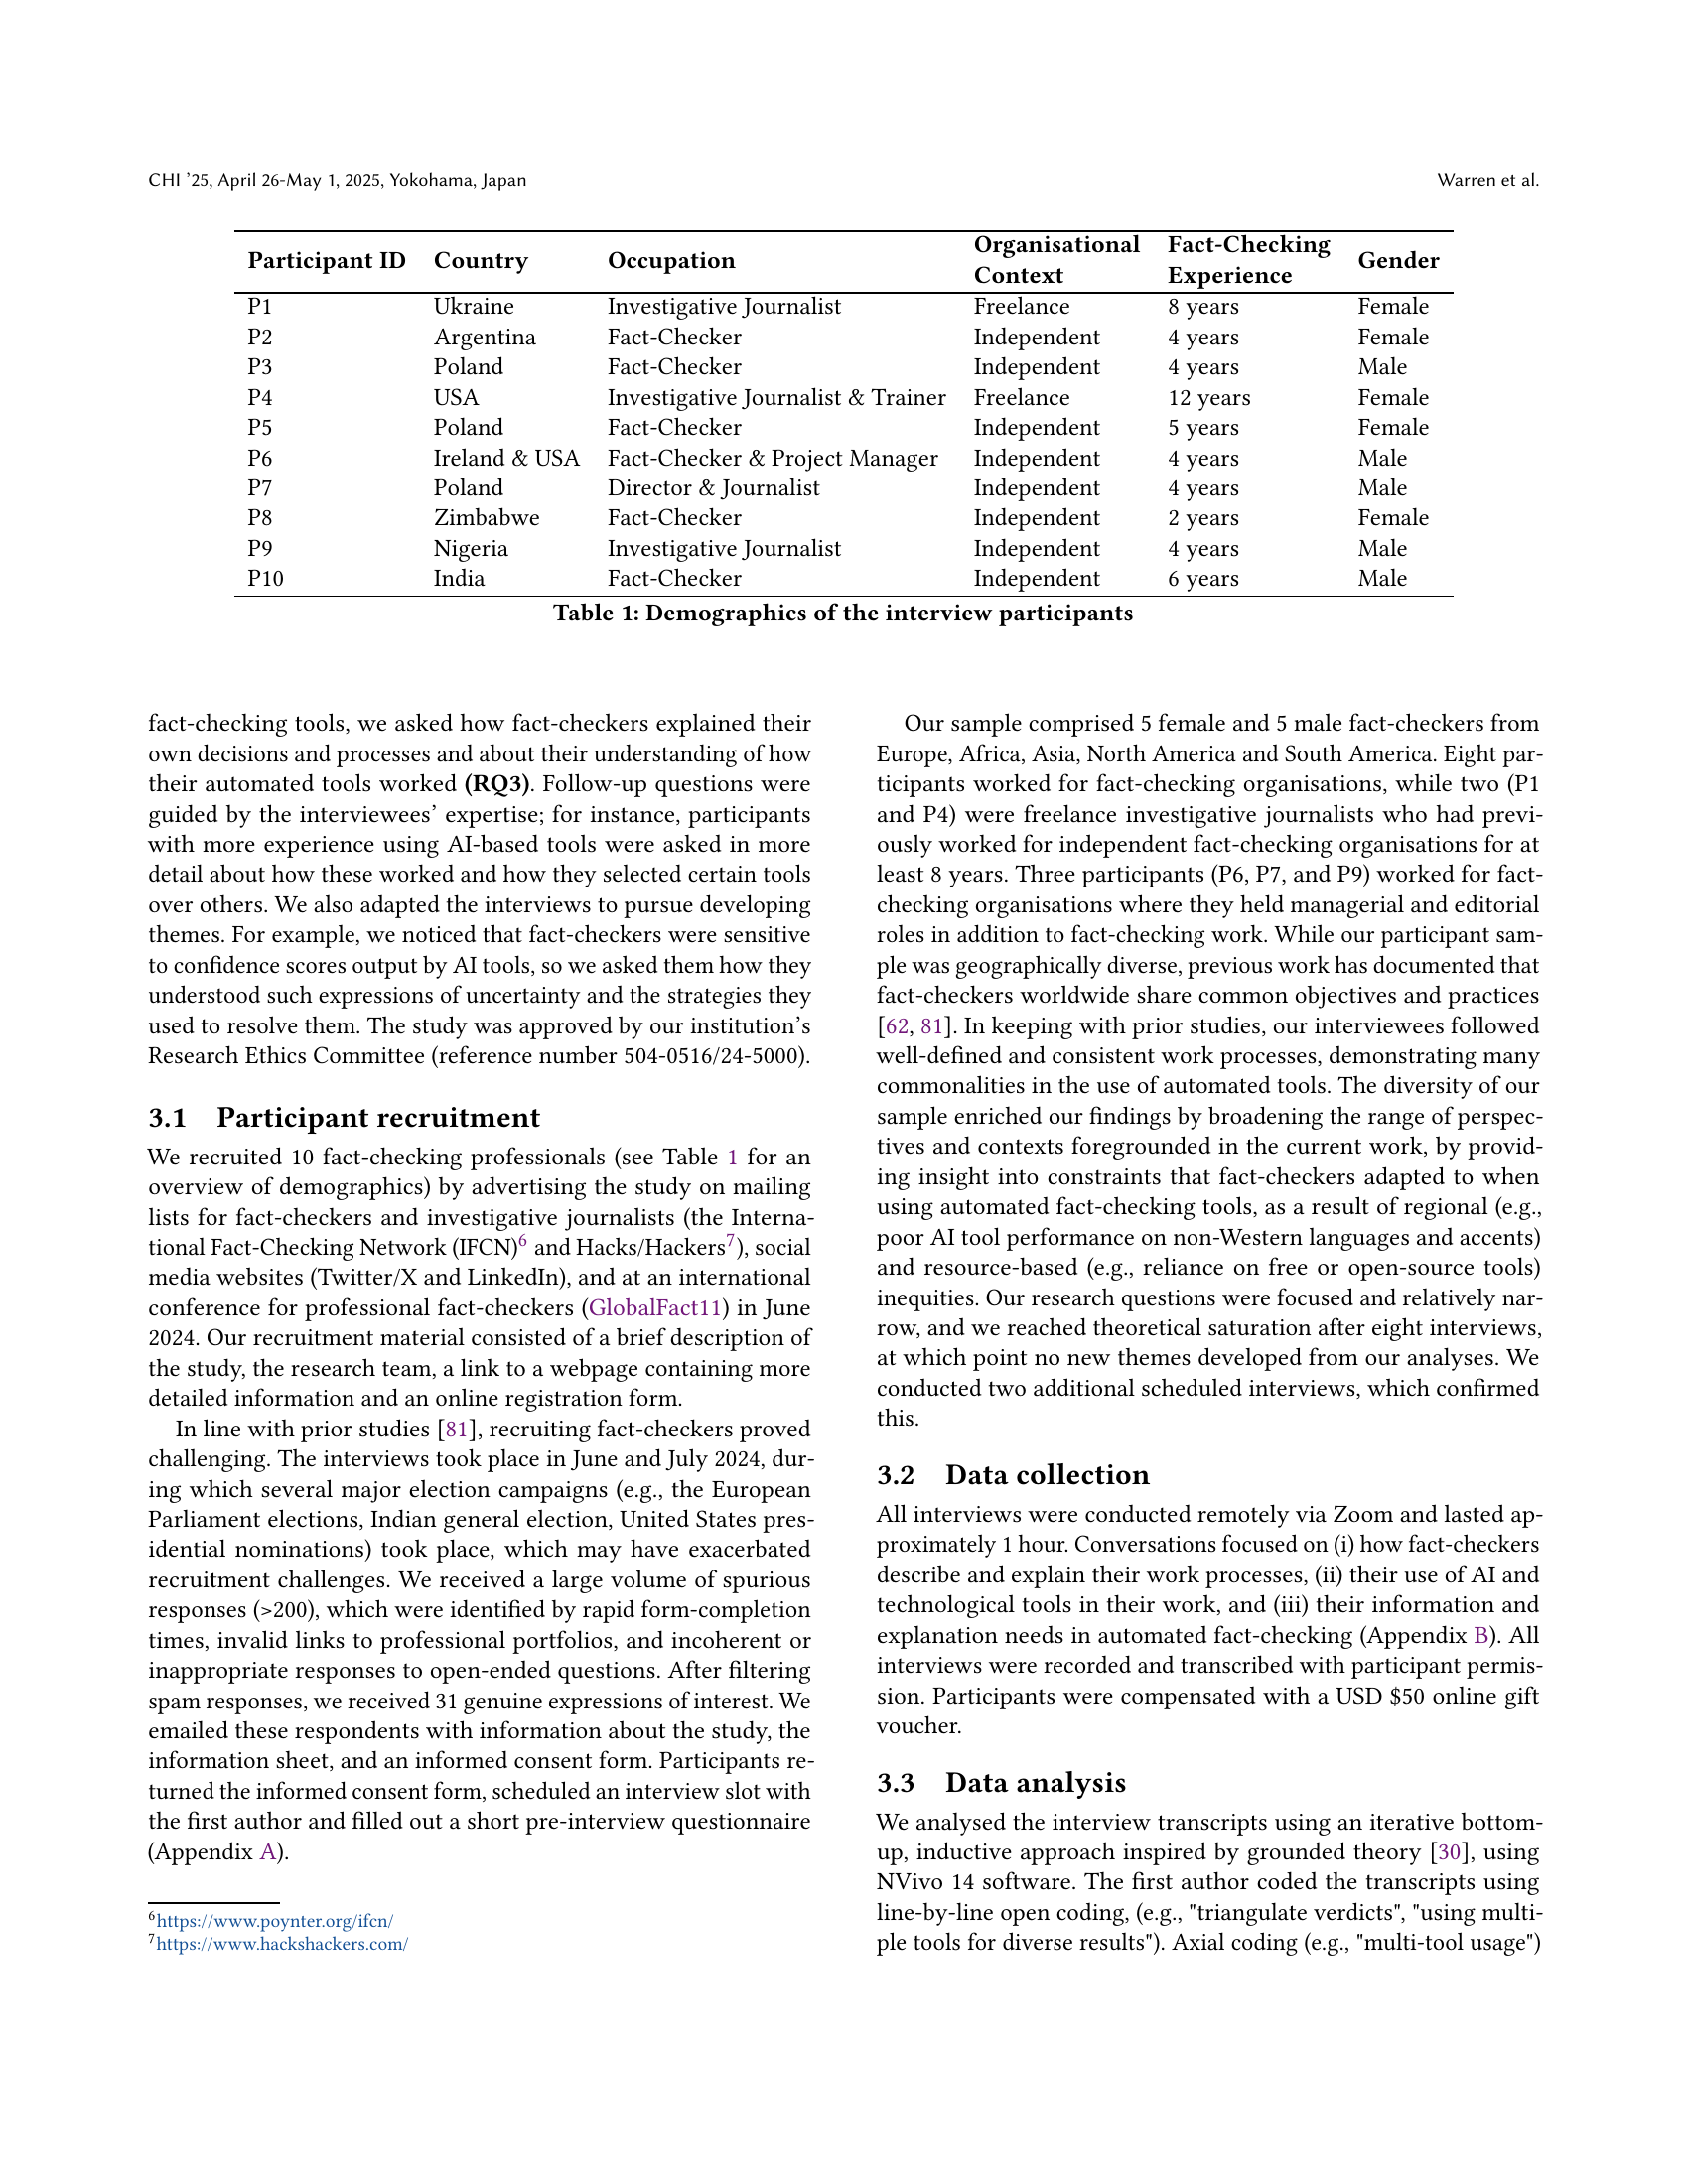 CHI ’25, April 26-May 1, 2025, Yokohama, Japan
Warren et al.
Participant ID Country Occupation Organisational Context Fact-Checking Experience Gender
P1 Ukraine Investigative Journalist Freelance 8 years Female
P2 Argentina Fact-Checker Independent 4 years Female
P3 Poland Fact-Checker Independent 4 years Male
P4 USA Investigative Journalist & Trainer Freelance 12 years Female
P5 Poland Fact-Checker Independent 5 years Female
P6 Ireland & USA Fact-Checker & Project Manager Independent 4 years Male
P7 Poland Director & Journalist Independent 4 years Male
P8 Zimbabwe Fact-Checker Independent 2 years Female
P9 Nigeria Investigative Journalist Independent 4 years Male
P10 India Fact-Checker Independent 6 years Male
Table 1: Demographics of the interview participants
fact-checking tools, we asked how fact-checkers explained their
own decisions and processes and about their understanding of how
their automated tools worked (RQ3). Follow-up questions were
guided by the interviewees’ expertise; for instance, participants
with more experience using AI-based tools were asked in more
detail about how these worked and how they selected certain tools
over others. We also adapted the interviews to pursue developing
themes. For example, we noticed that fact-checkers were sensitive
to confidence scores output by AI tools, so we asked them how they
understood such expressions of uncertainty and the strategies they
used to resolve them. The study was approved by our institution’s
Research Ethics Committee (reference number 504-0516/24-5000).
3.1 Participant recruitment
We recruited 10 fact-checking professionals (see Table 1 for an
overview of demographics) by advertising the study on mailing
lists for fact-checkers and investigative journalists (the Interna-
tional Fact-Checking Network (IFCN)6 and Hacks/Hackers7), social
media websites (Twitter/X and LinkedIn), and at an international
conference for professional fact-checkers (GlobalFact11) in June
2024. Our recruitment material consisted of a brief description of
the study, the research team, a link to a webpage containing more
detailed information and an online registration form.
In line with prior studies [81], recruiting fact-checkers proved
challenging. The interviews took place in June and July 2024, dur-
ing which several major election campaigns (e.g., the European
Parliament elections, Indian general election, United States pres-
idential nominations) took place, which may have exacerbated
recruitment challenges. We received a large volume of spurious
responses (>200), which were identified by rapid form-completion
times, invalid links to professional portfolios, and incoherent or
inappropriate responses to open-ended questions. After filtering
spam responses, we received 31 genuine expressions of interest. We
emailed these respondents with information about the study, the
information sheet, and an informed consent form. Participants re-
turned the informed consent form, scheduled an interview slot with
the first author and filled out a short pre-interview questionnaire
(Appendix A).
6https://www.poynter.org/ifcn/
7https://www.hackshackers.com/
Our sample comprised 5 female and 5 male fact-checkers from
Europe, Africa, Asia, North America and South America. Eight par-
ticipants worked for fact-checking organisations, while two (P1
and P4) were freelance investigative journalists who had previ-
ously worked for independent fact-checking organisations for at
least 8 years. Three participants (P6, P7, and P9) worked for fact-
checking organisations where they held managerial and editorial
roles in addition to fact-checking work. While our participant sam-
ple was geographically diverse, previous work has documented that
fact-checkers worldwide share common objectives and practices
[62, 81]. In keeping with prior studies, our interviewees followed
well-defined and consistent work processes, demonstrating many
commonalities in the use of automated tools. The diversity of our
sample enriched our findings by broadening the range of perspec-
tives and contexts foregrounded in the current work, by provid-
ing insight into constraints that fact-checkers adapted to when
using automated fact-checking tools, as a result of regional (e.g.,
poor AI tool performance on non-Western languages and accents)
and resource-based (e.g., reliance on free or open-source tools)
inequities. Our research questions were focused and relatively nar-
row, and we reached theoretical saturation after eight interviews,
at which point no new themes developed from our analyses. We
conducted two additional scheduled interviews, which confirmed
this.
3.2 Data collection
All interviews were conducted remotely via Zoom and lasted ap-
proximately 1 hour. Conversations focused on (i) how fact-checkers
describe and explain their work processes, (ii) their use of AI and
technological tools in their work, and (iii) their information and
explanation needs in automated fact-checking (Appendix B). All
interviews were recorded and transcribed with participant permis-
sion. Participants were compensated with a USD $50 online gift
voucher.
3.3 Data analysis
We analysed the interview transcripts using an iterative bottom-
up, inductive approach inspired by grounded theory [30], using
NVivo 14 software. The first author coded the transcripts using
line-by-line open coding, (e.g., "triangulate verdicts", "using multi-
ple tools for diverse results"). Axial coding (e.g., "multi-tool usage")